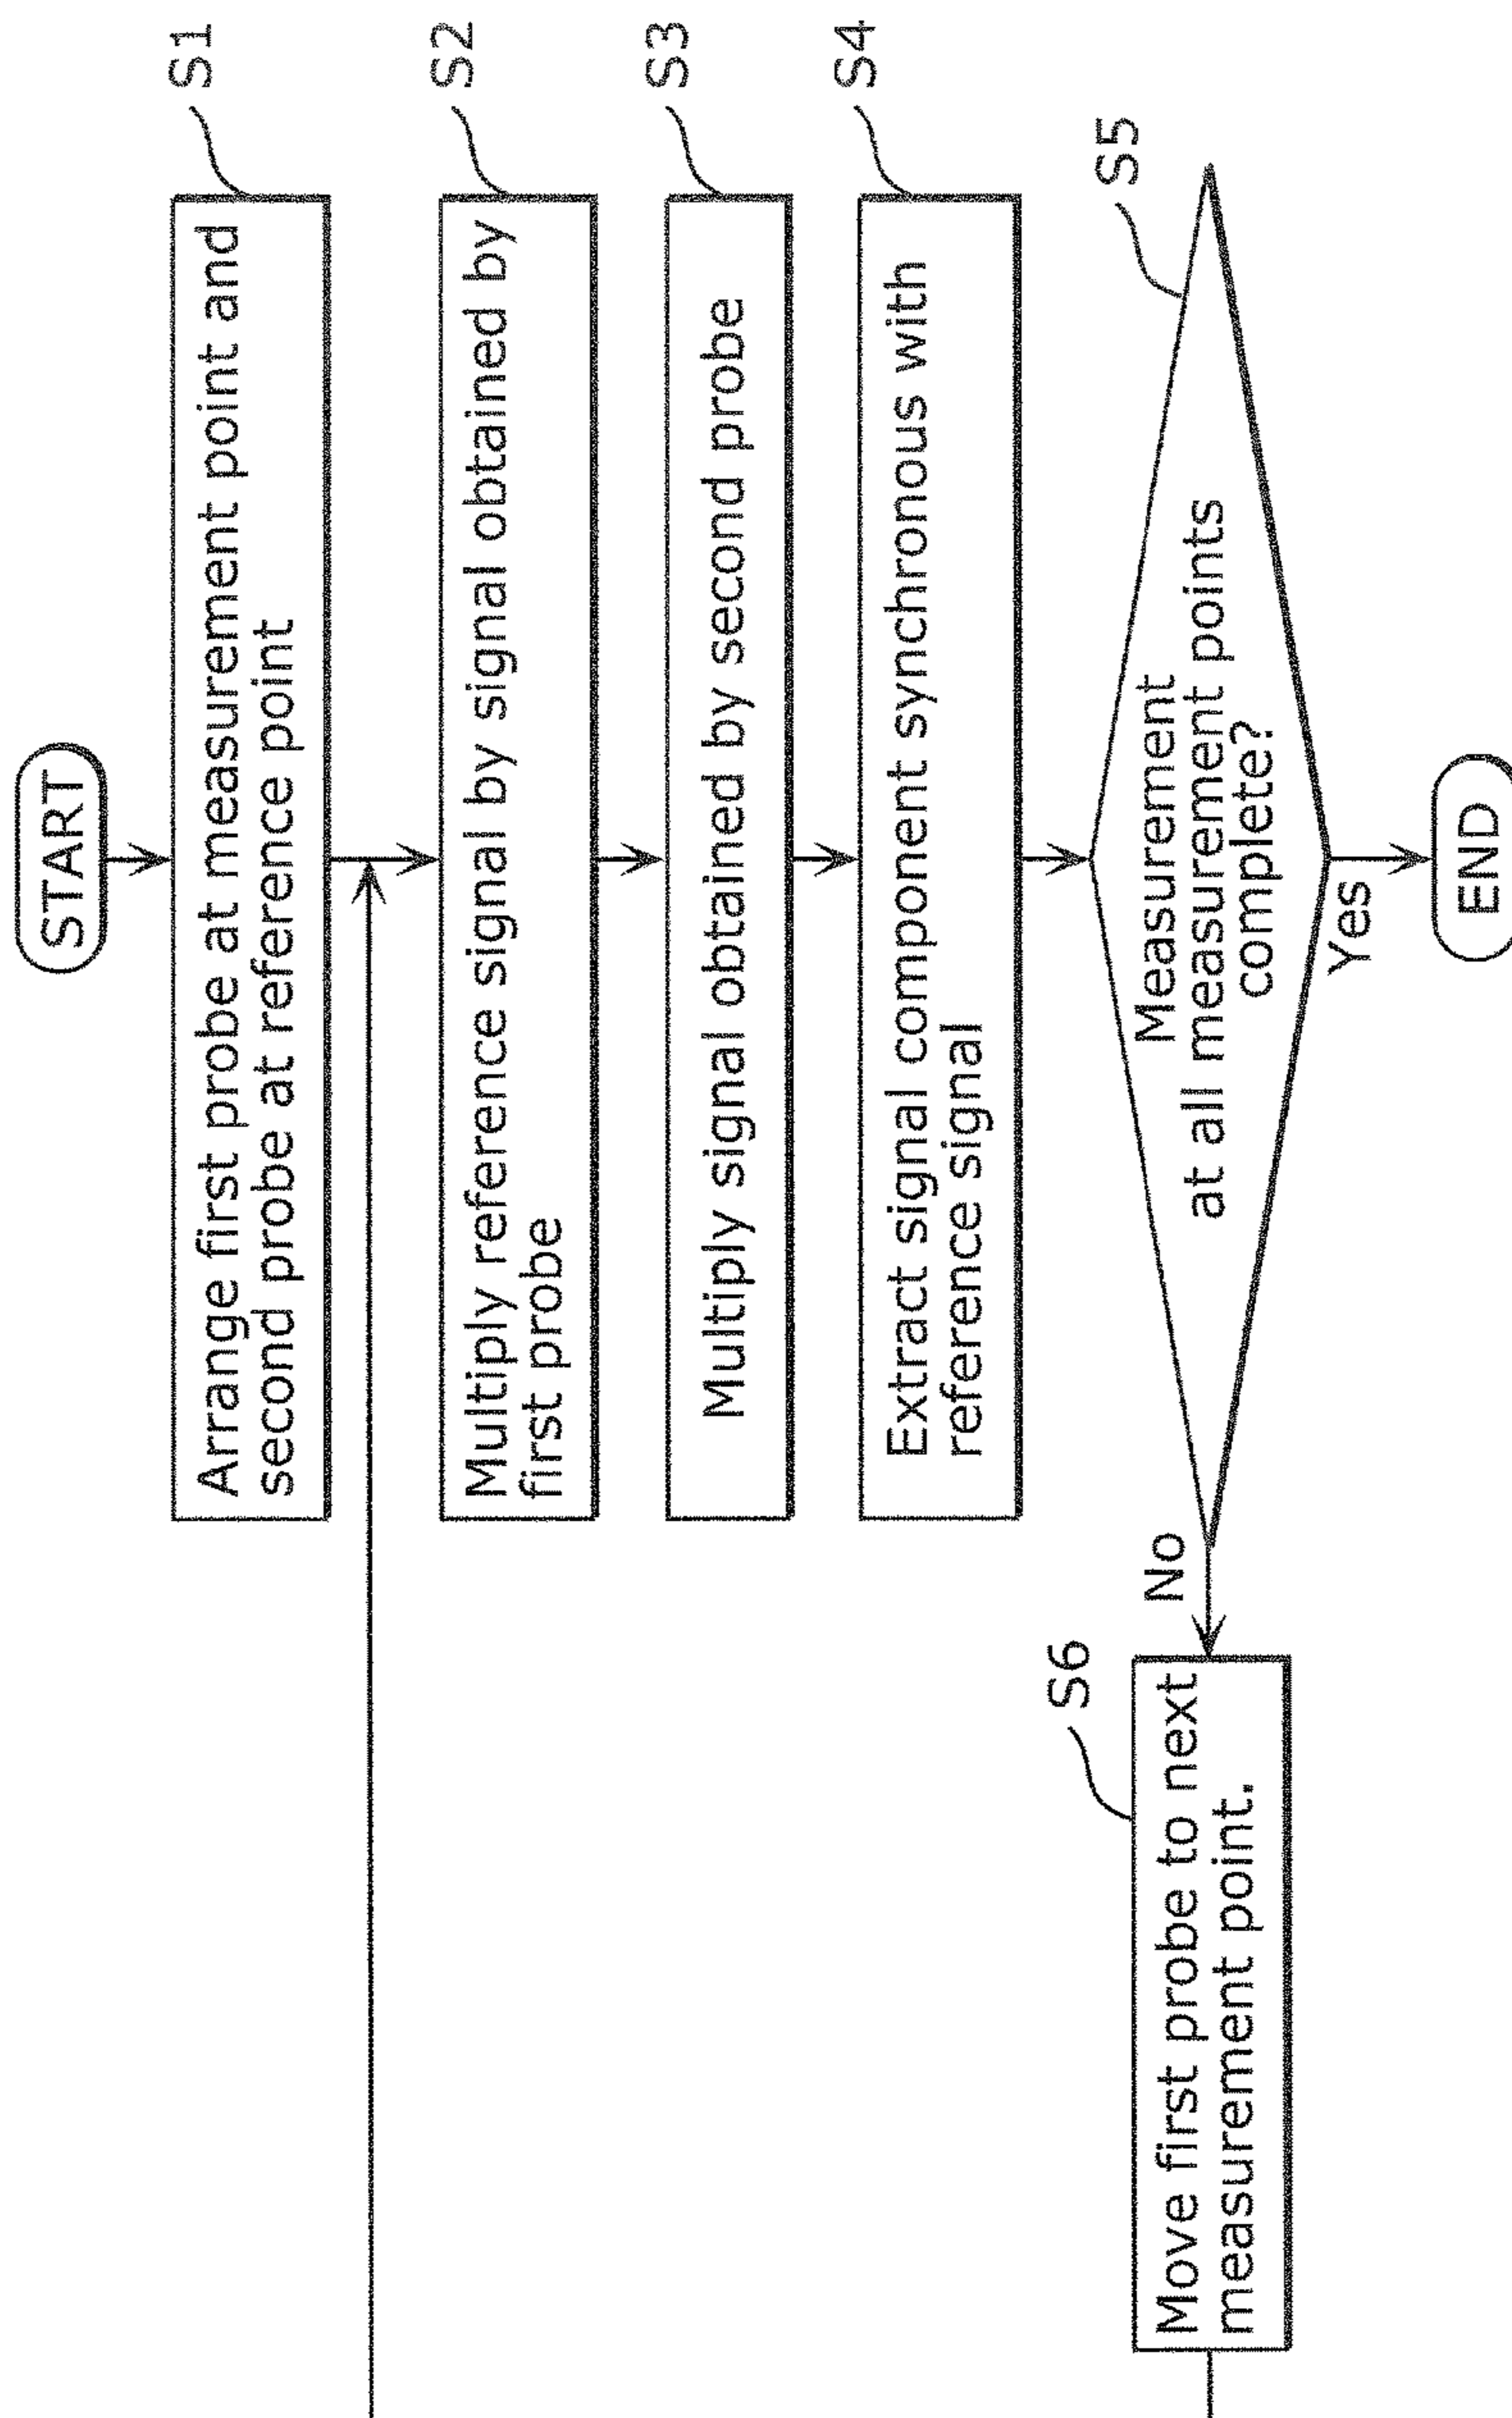 START
S1
Arrange first probe at measurement point and
second probe at reference point
S2
Multiply reference signal by signal obtained by
first probe
S3
Multiply signal obtained by second probe
S4
Extract signal component synchronous with
reference signal
S5
Measurement
at all measurement points
complete?
No
Yes
S6
Move first probe to next
measurement point.
END